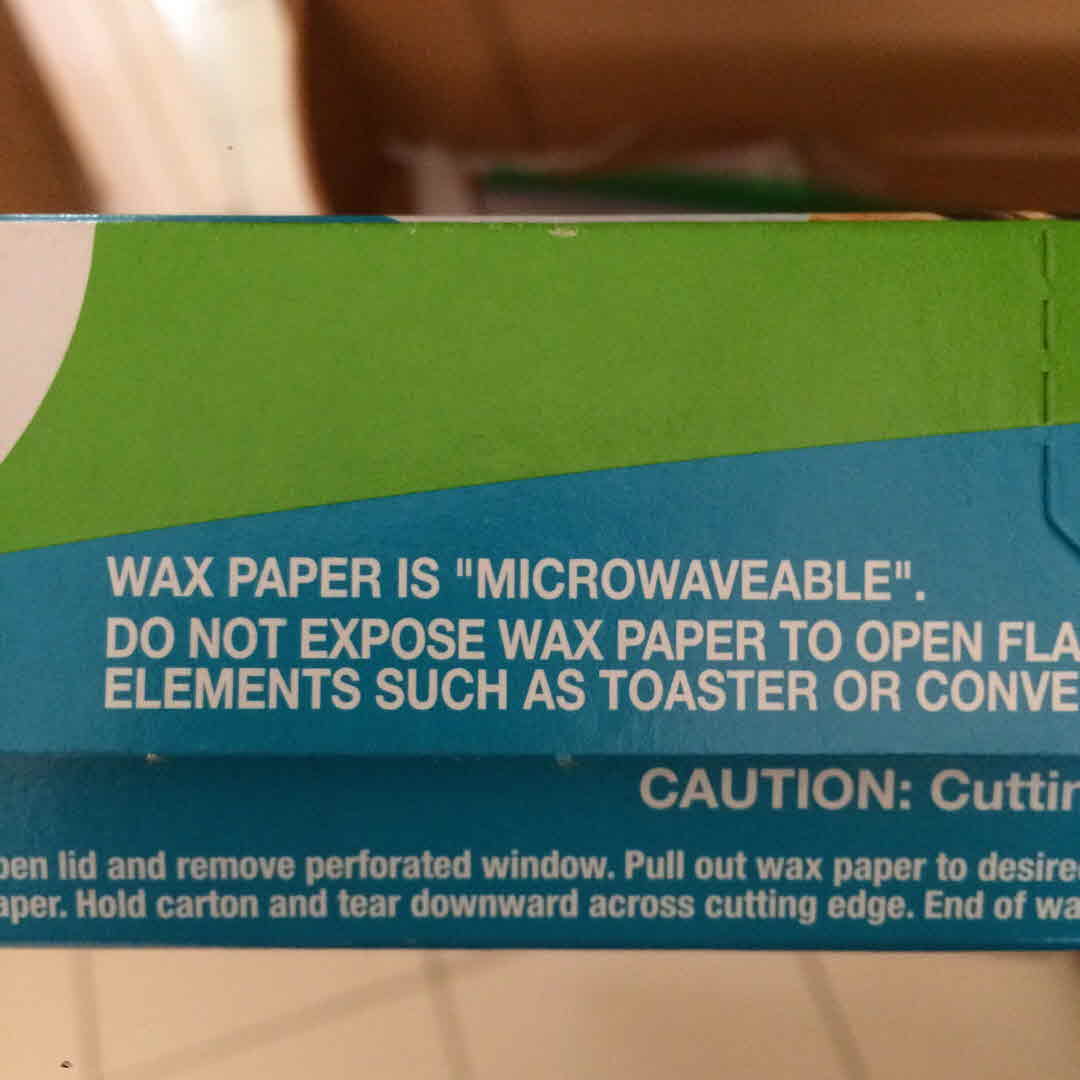 WAX PAPER IS "MICROWAVEABLE".
DO NOT EXPOSE WAX PAPER TO OPEN FLA
ELEMENTS SUCH AS TOASTER OR CONVE
CAUTION: Cuttin
pen lid and remove perforated window. Pull out wax paper to desired
aper. Hold carton and tear downward across cutting edge. End of wa